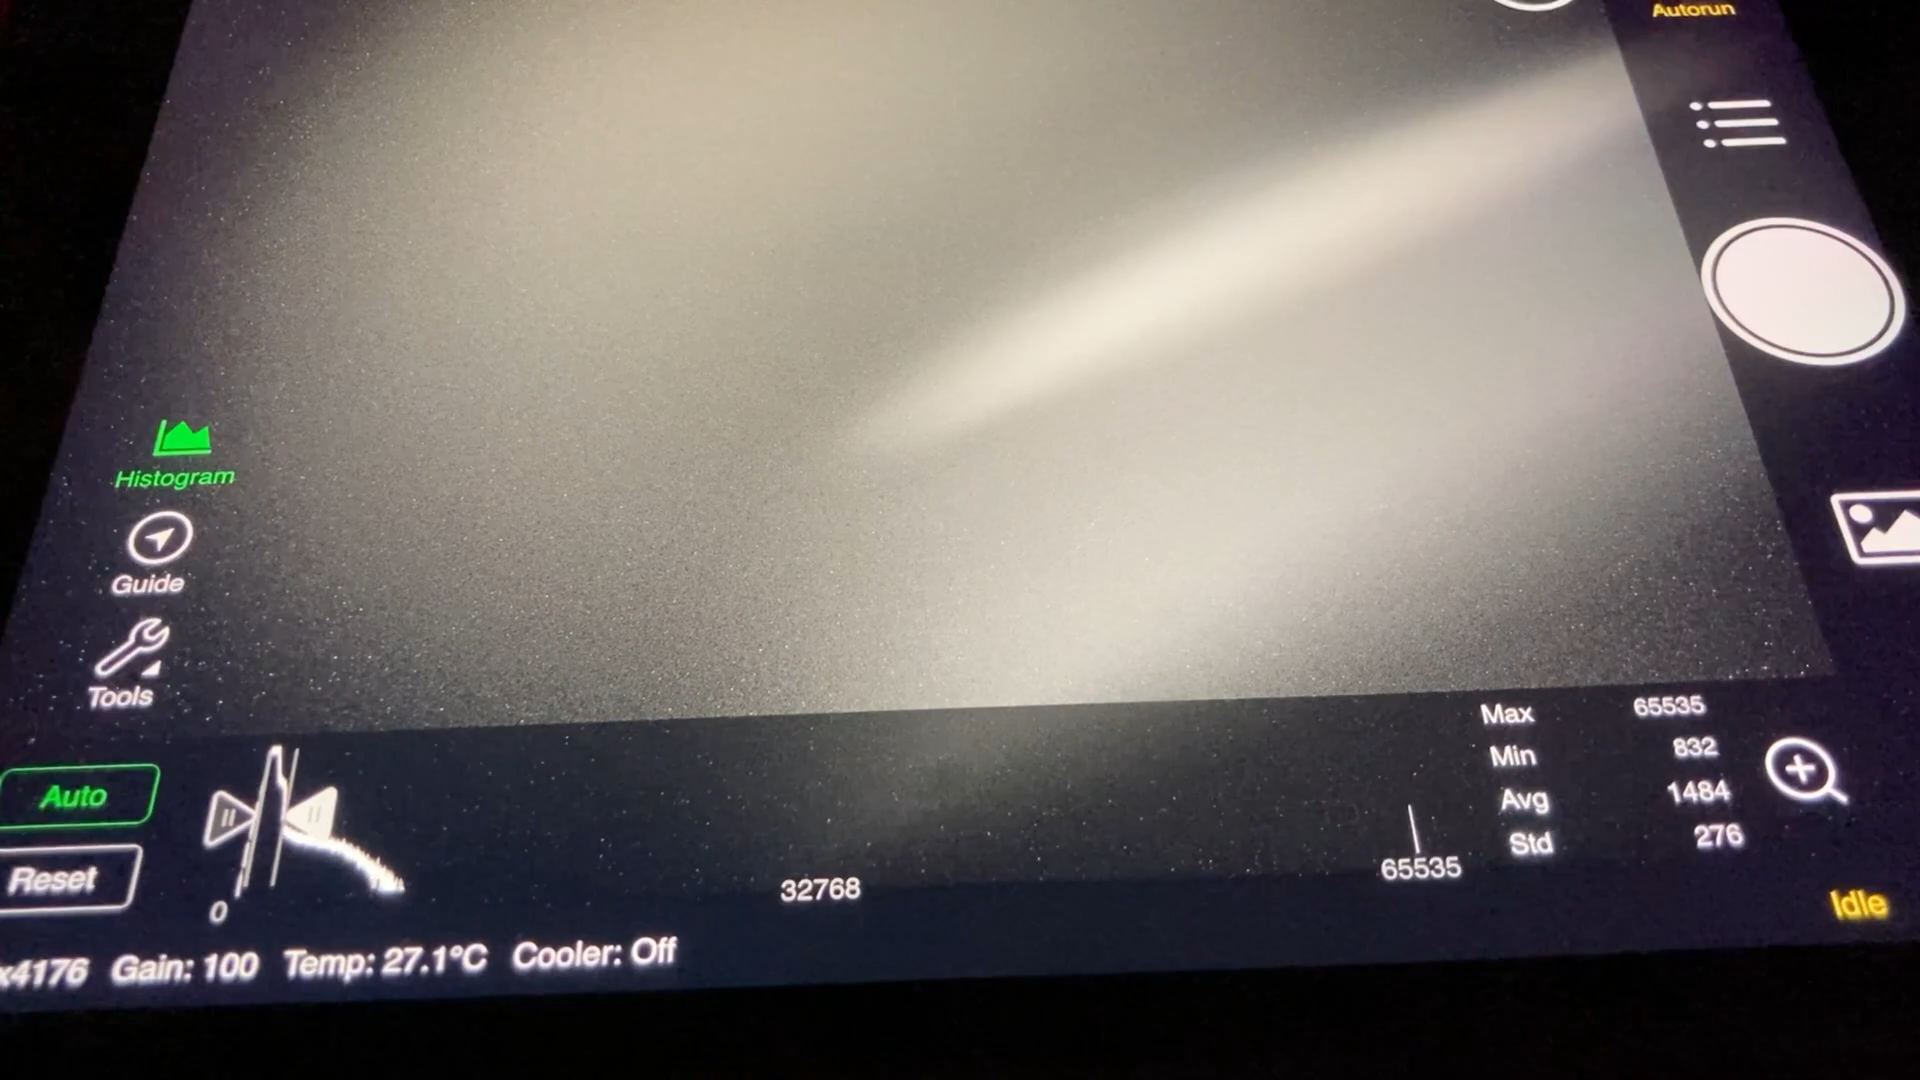 Autorun
Histogram
Guide
Tools
Auto
Reset
0
32768
65535
Max 65535
Min 832
Avg 1484
Std 276
Idle
x4176 Gain: 100 Temp: 27.1°C Cooler: Off